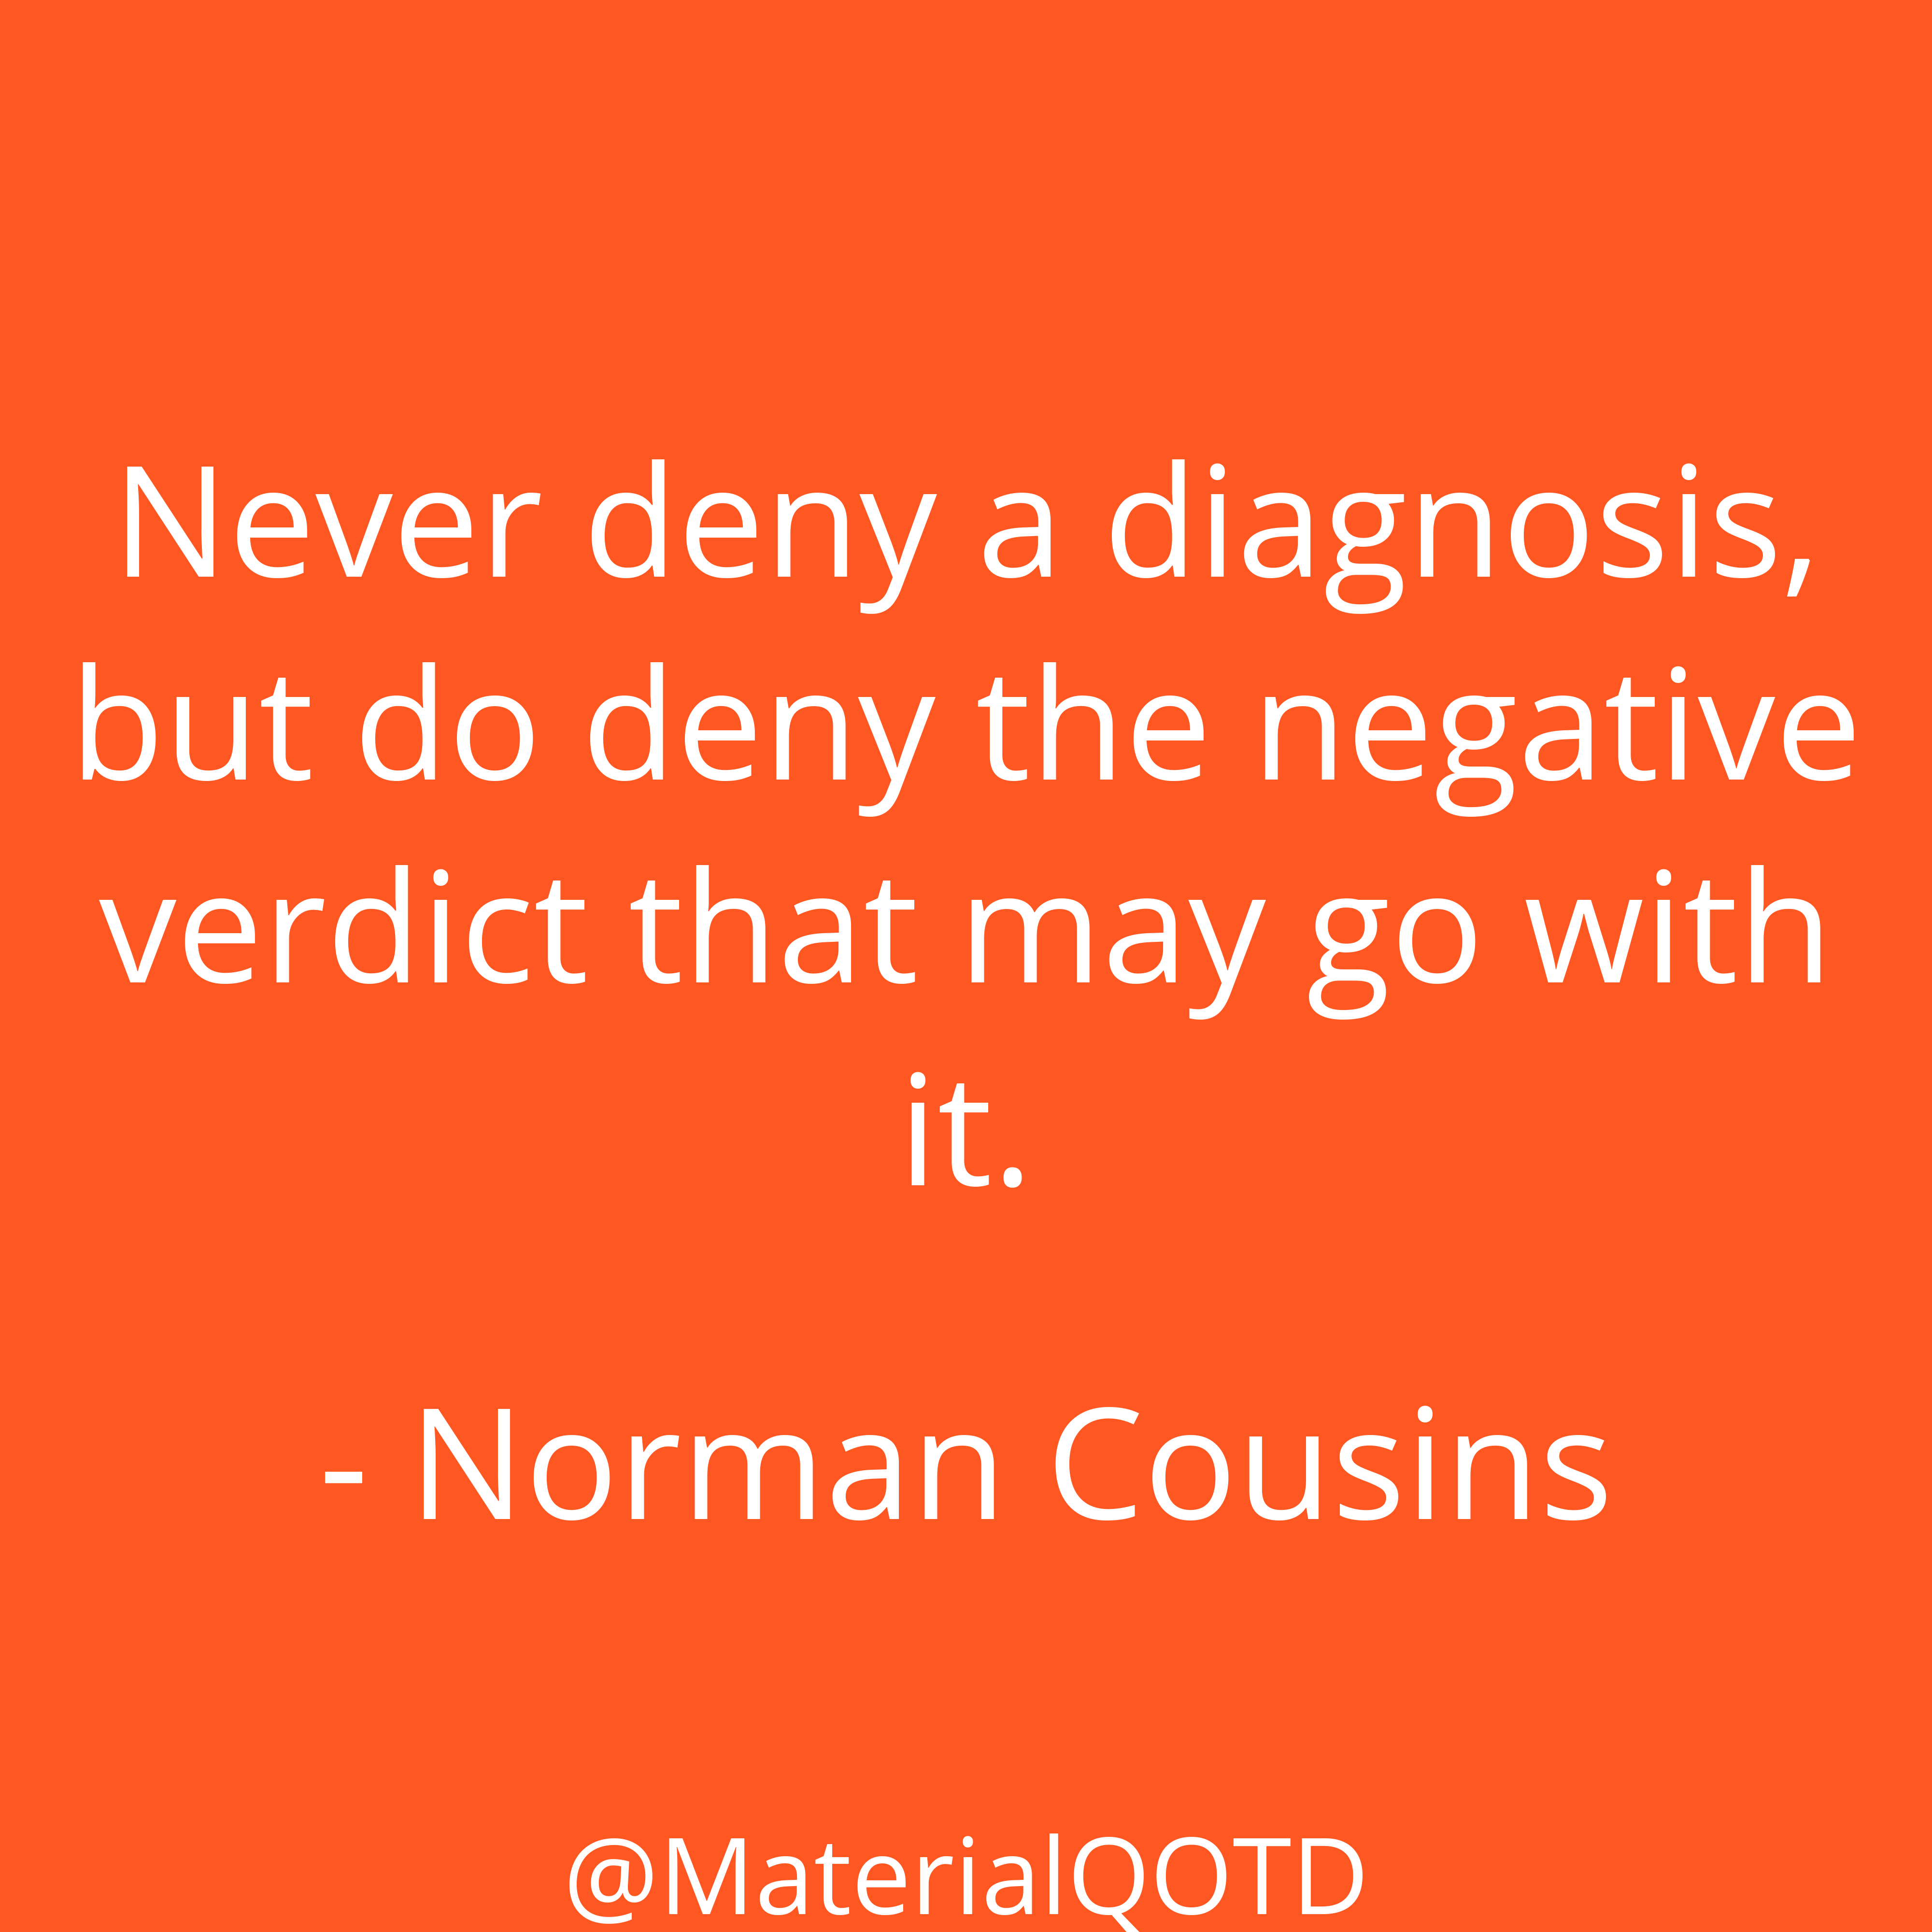 Never deny a diagnosis,
but do deny the negative
verdict that may go with
it.
- Norman Cousins
@MaterialQOTD